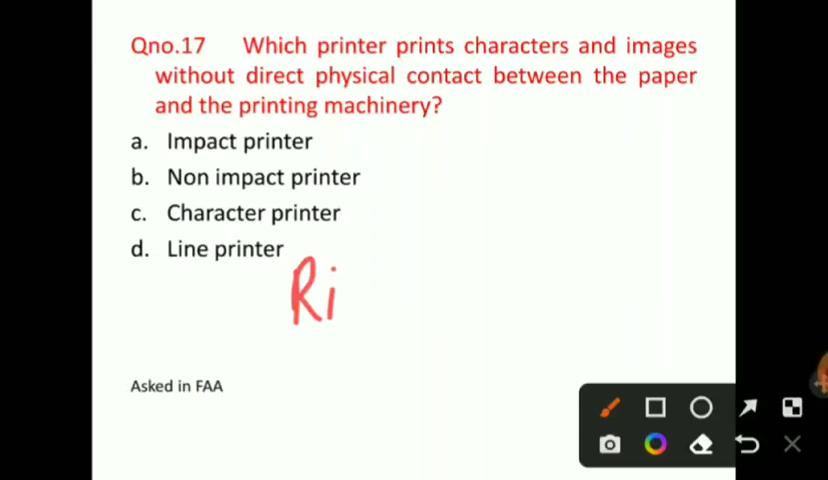 Qno.17 Which printer prints characters and images
without direct physical contact between the paper
and the printing machinery?
a. Impact printer
b. Non impact printer
c. Character printer
d. Line printer
Ri
Asked in FAA